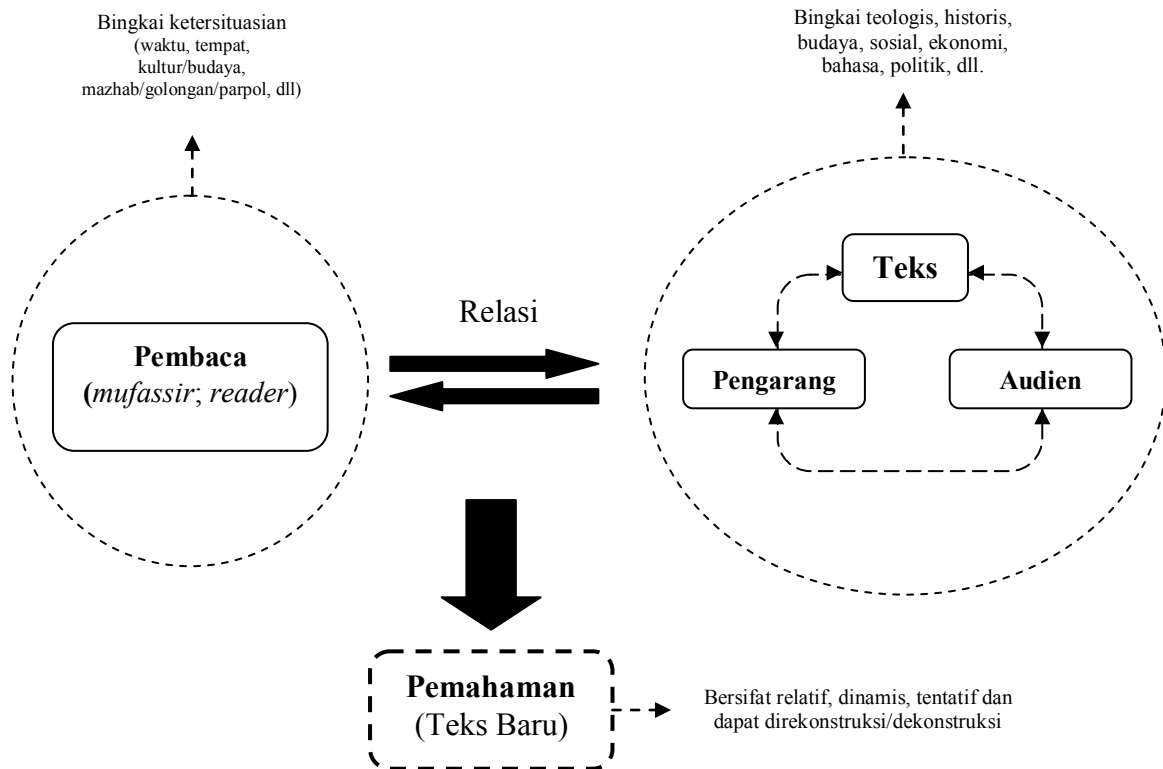 Bingkai ketersituasian
(waktu, tempat,
kultur/budaya,
mazhab/golongan/parpol, dll)
Bingkai teologis, historis,
budaya, sosial, ekonomi,
bahasa, politik, dll.
Teks
Relasi
Pembaca
(mufassir; reader)
Pengarang
Audien
Pemahaman
(Teks Baru)
Bersifat relatif, dinamis, tentatif dan
dapat direkonstruksi/dekonstruksi